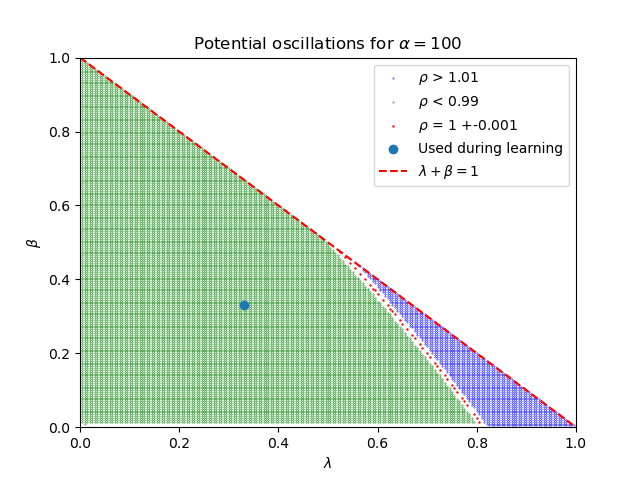 Potential oscillations for α = 100
1.0
0.8
0.6
0.4
0.2
0.0
β
0.0 0.2 0.4 0.6 0.8 1.0
λ
ρ > 1.01
ρ < 0.99
ρ = 1 +-0.001
Used during learning
λ + β = 1